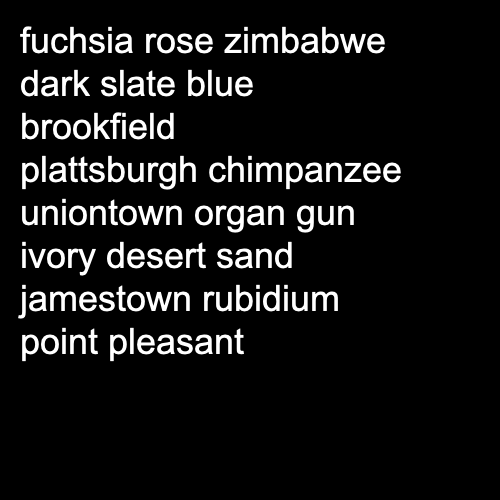 fuchsia rose zimbabwe
dark slate blue
brookfield
plattsburgh chimpanzee
uniontown organ gun
ivory desert sand
jamestown rubidium
point pleasant